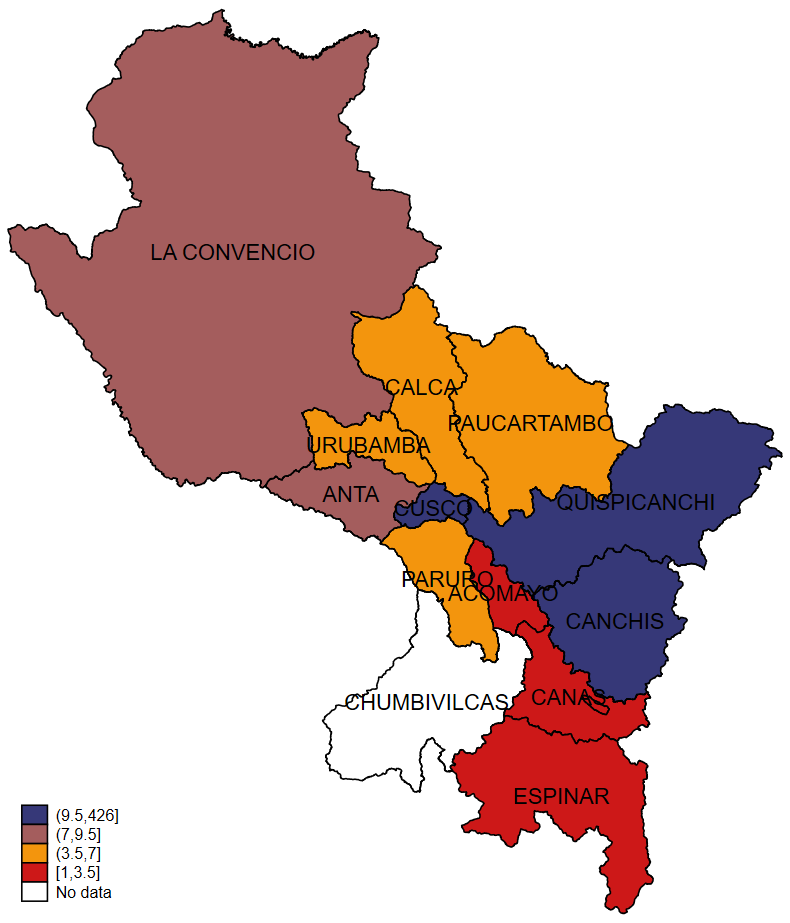 LA CONVENCIO
CALCA
PAUCARTAMBO
URUBAMBA
ANTA
CUSCO
QUISPICANCHI
PARURO
ACOMAYO
CANCHIS
CANAS
CHUMBIVILCAS
ESPINAR
(9.5,426]
(7,9.5]
(3.5,7]
[1,3.5]
No data